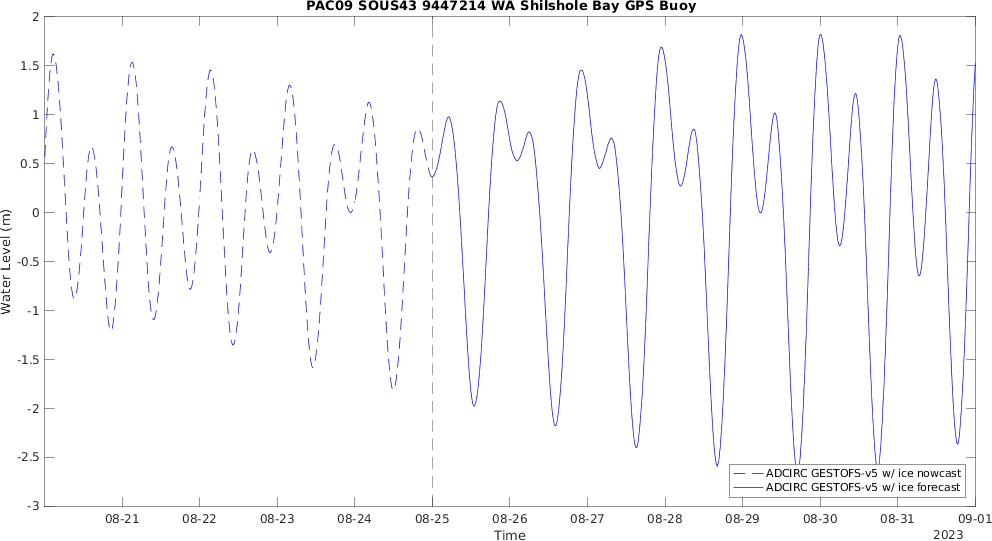 PAC09 SOUS43 9447214 WA Shilshole Bay GPS Buoy
Water Level (m)
2
1.5
1
0.5
0
-0.5
-1
-1.5
-2
-2.5
-3
ADCIRC GESTOFS-v5 w/ ice nowcast
ADCIRC GESTOFS-v5 w/ ice forecast
08-21 08-22 08-23 08-24 08-25 08-26 08-27 08-28 08-29 08-30 08-31 09-01
Time
2023